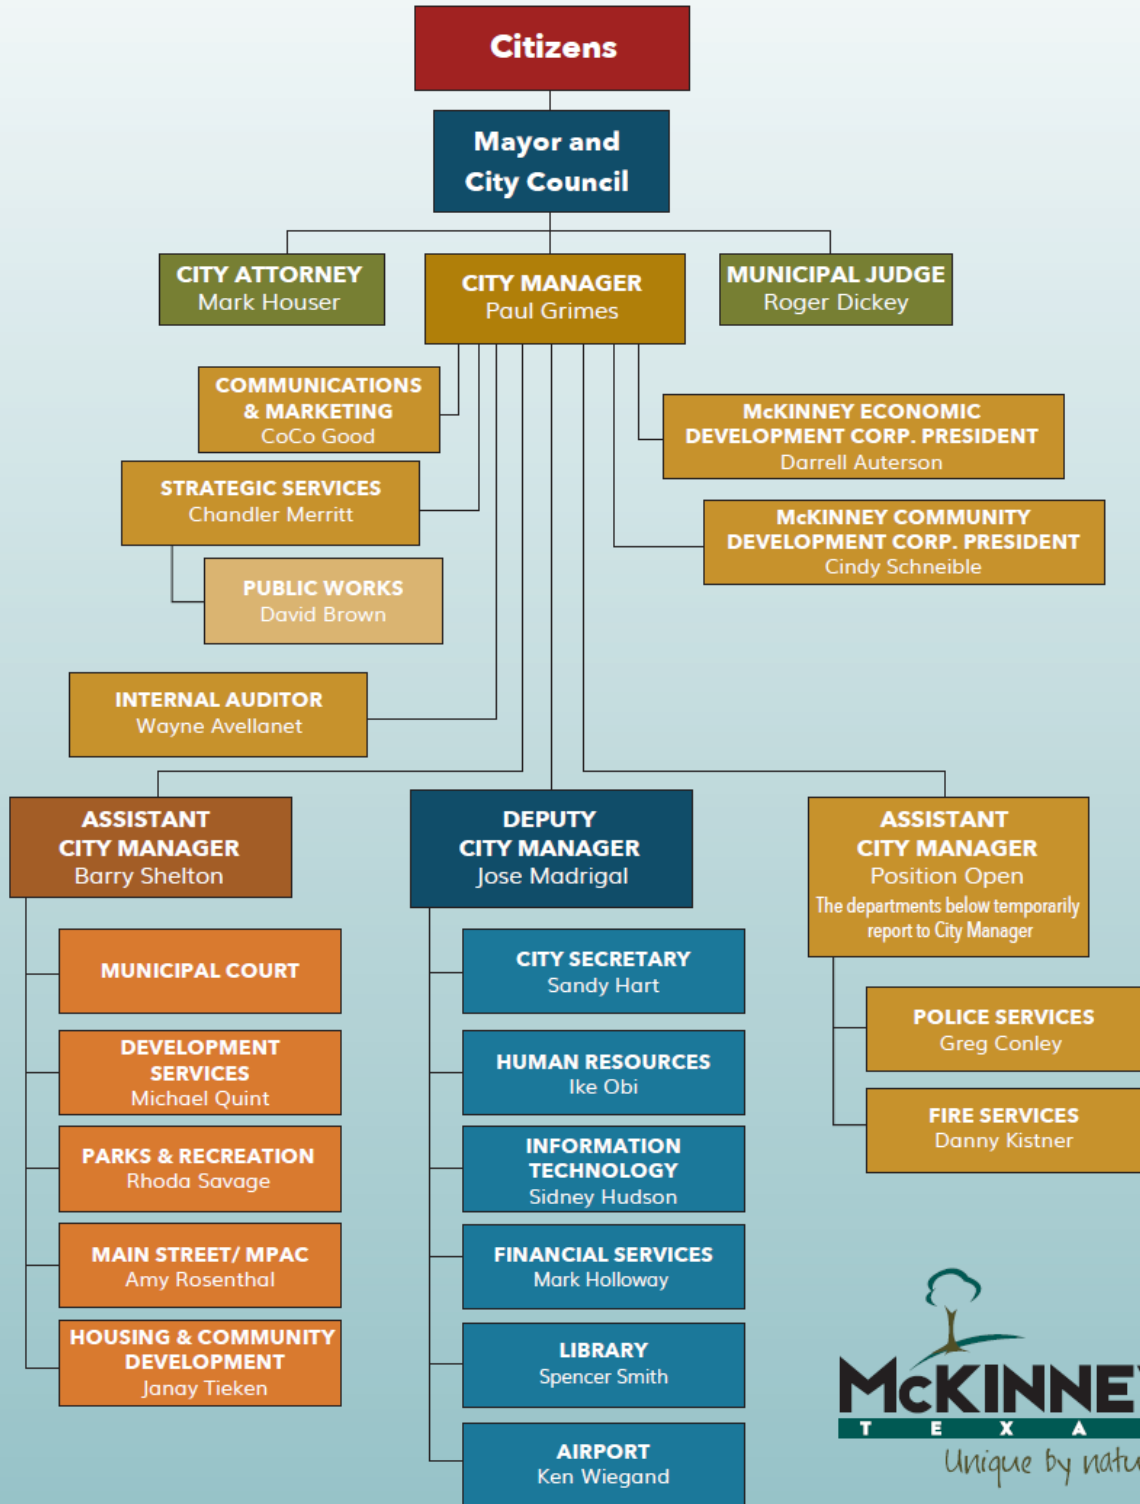 Citizens
Mayor and
City Council
CITY ATTORNEY
Mark Houser
CITY MANAGER
Paul Grimes
MUNICIPAL JUDGE
Roger Dickey
COMMUNICATIONS
& MARKETING
CoCo Good
McKINNEY ECONOMIC
DEVELOPMENT CORP. PRESIDENT
Darrell Auterson
STRATEGIC SERVICES
Chandler Merritt
McKINNEY COMMUNITY
DEVELOPMENT CORP. PRESIDENT
Cindy Schneible
PUBLIC WORKS
David Brown
INTERNAL AUDITOR
Wayne Avellanet
ASSISTANT
CITY MANAGER
Barry Shelton
MUNICIPAL COURT
DEVELOPMENT
SERVICES
Michael Quint
PARKS & RECREATION
Rhoda Savage
MAIN STREET/ MPAC
Amy Rosenthal
HOUSING & COMMUNITY
DEVELOPMENT
Janay Tieken
DEPUTY
CITY MANAGER
Jose Madrigal
CITY SECRETARY
Sandy Hart
HUMAN RESOURCES
Ike Obi
INFORMATION
TECHNOLOGY
Sidney Hudson
FINANCIAL SERVICES
Mark Holloway
LIBRARY
Spencer Smith
AIRPORT
Ken Wiegand
ASSISTANT
CITY MANAGER
Position Open
The departments below temporarily
report to City Manager
POLICE SERVICES
Greg Conley
FIRE SERVICES
Danny Kistner
McKINNEY
TEXA
Unique by natu